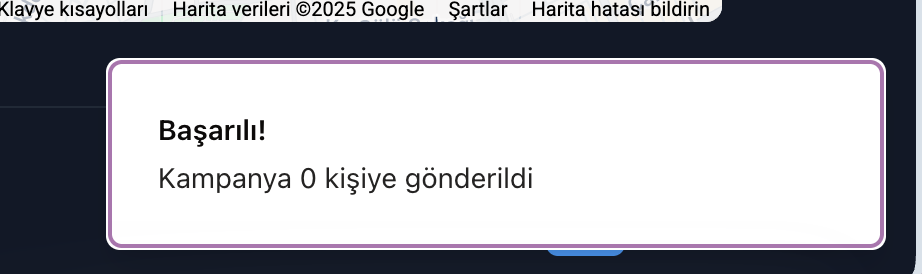 Klavye kısayolları Harita verileri ©2025 Google Şartlar Harita hatası bildirin
Başarılı!
Kampanya 0 kişiye gönderildi